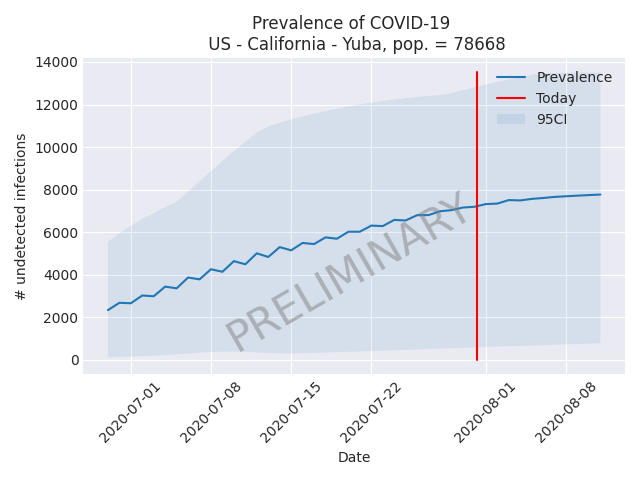 Prevalence of COVID-19
US - California - Yuba, pop. = 78668
14000
12000
10000
8000
6000
4000
2000
0
# undetected infections
Prevalence
Today
95CI
PRELIMINARY
2020-07-01
2020-07-08
2020-07-15
2020-07-22
2020-08-01
2020-08-08
Date